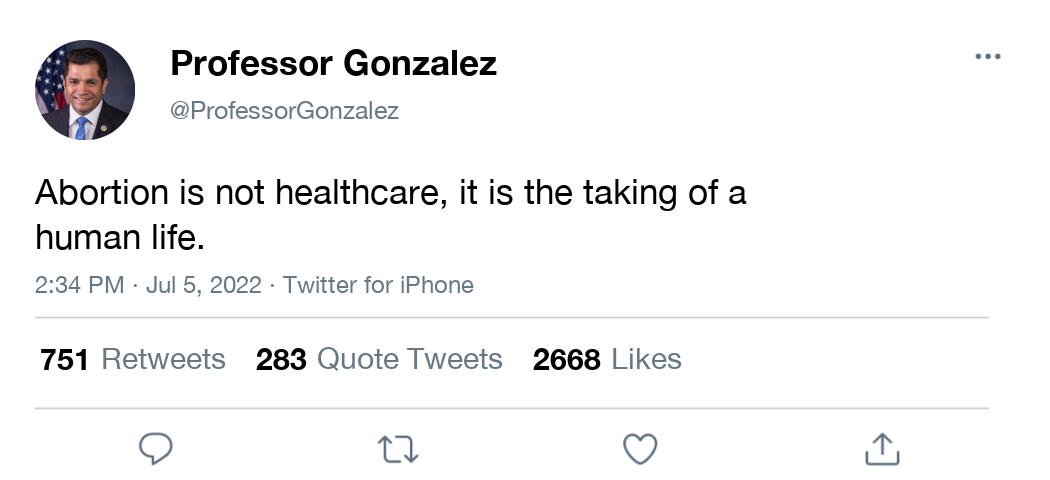 Professor Gonzalez
@ProfessorGonzalez
Abortion is not healthcare, it is the taking of a
human life.
2:34 PM · Jul 5, 2022 · Twitter for iPhone
751 Retweets 283 Quote Tweets 2668 Likes